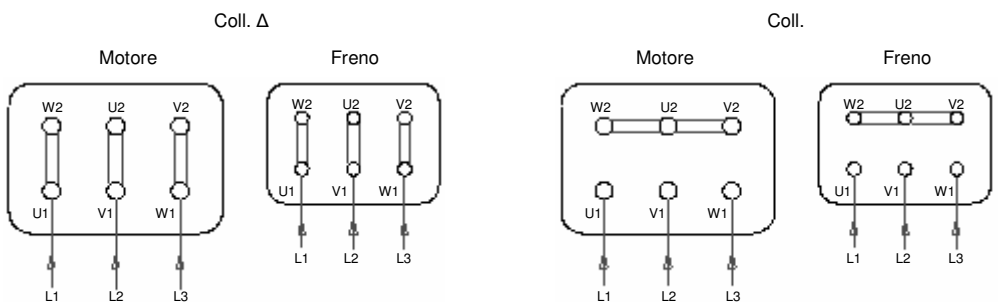 Coll. Δ
Coll.
Motore
Freno
Motore
Freno
W2 U2 V2
W2 U2 V2
W2 U2 V2
W2 U2 V2
U1 V1 W1
U1 V1 W1
U1 V1 W1
U1 V1 W1
L1 L2 L3
L1 L2 L3
L1 L2 L3
L1 L2 L3